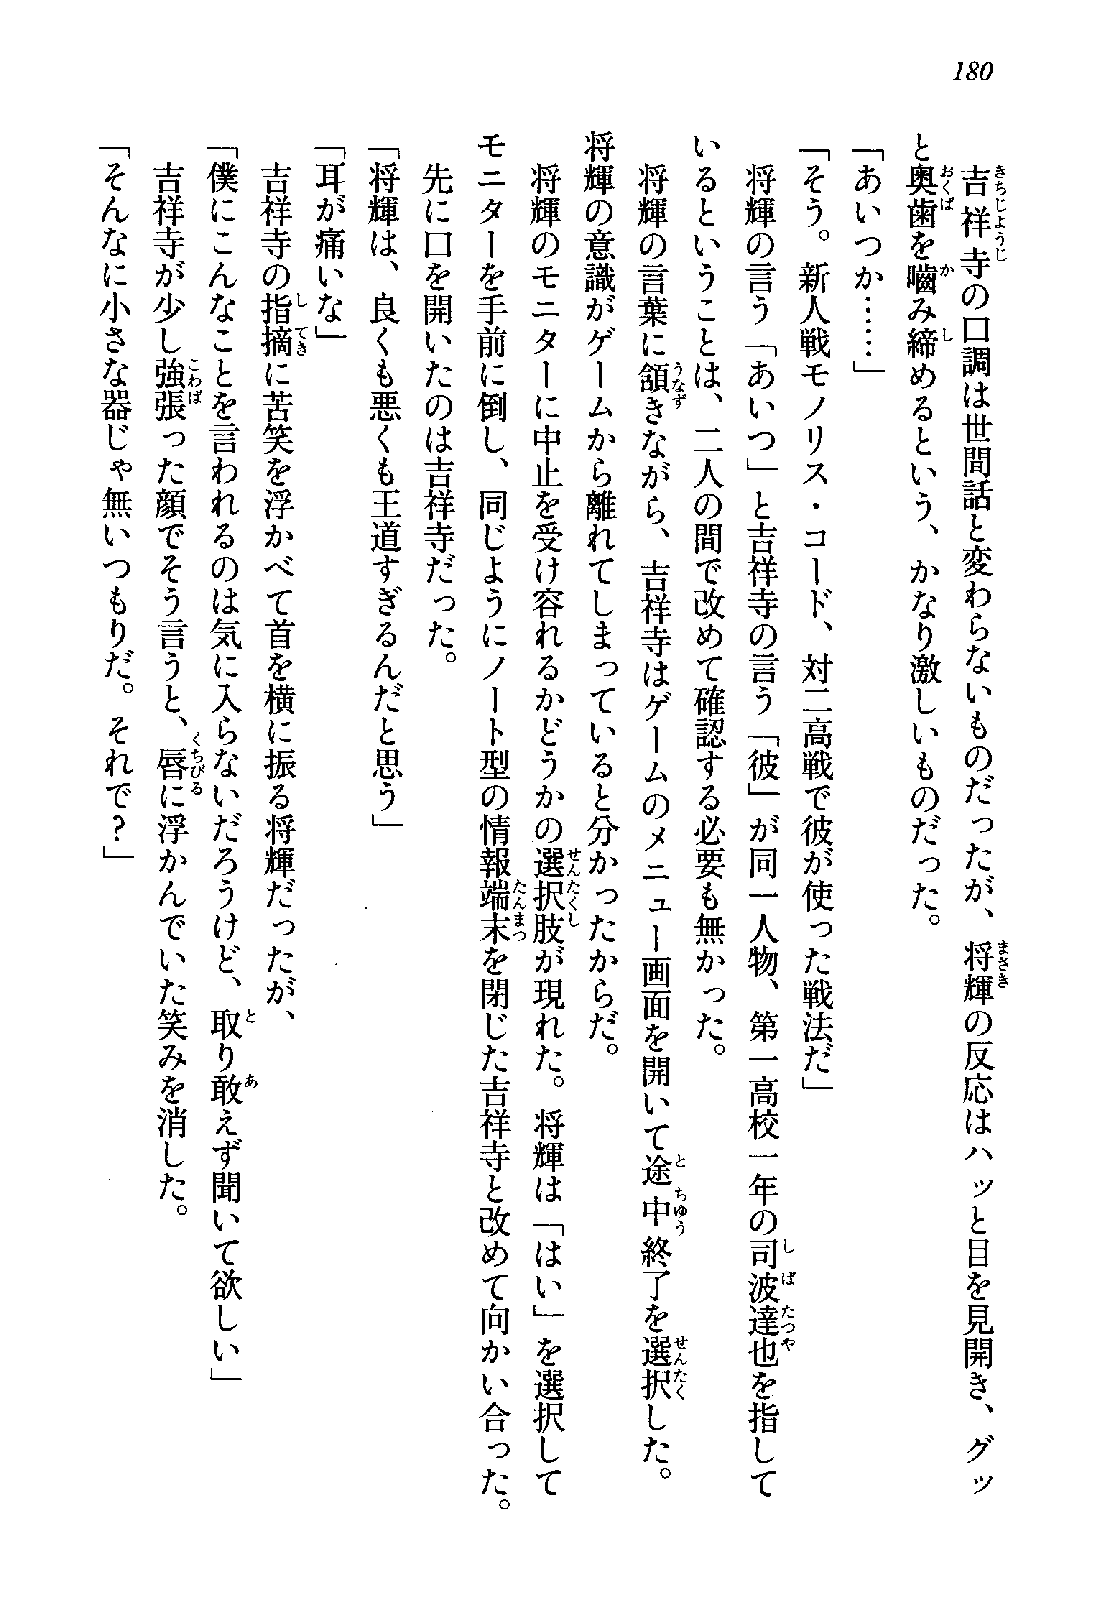 180
吉祥寺の口調は世間話と変わらないものだったが、将輝の反応はハッと目を見開き、グッ
と奥歯を嚙み締めるという、かなり激しいものだった。
「あいつか……」
「そう。新人戦モノリス・コード、対二高戦で彼が使った戦法だ」
将輝の言う「あいつ」と吉祥寺の言う「彼」が同一人物、第一高校一年の司波達也を指して
いるということは、二人の間で改めて確認する必要も無かった。
将輝の言葉に頷きながら、吉祥寺はゲームのメニュー画面を開いて途中終了を選択した。
将輝の意識がゲームから離れてしまっていると分かったからだ。
将輝のモニターに中止を受け容れるかどうかの選択肢が現れた。将輝は「はい」を選択して
モニターを手前に倒し、同じようにノート型の情報端末を閉じた吉祥寺と改めて向かい合った。
先に口を開いたのは吉祥寺だった。
「将輝は、良くも悪くも王道すぎるんだと思う」
「耳が痛いな」
吉祥寺の指摘に苦笑を浮かべて首を横に振る将輝だったが、
「僕にこんなことを言われるのは気に入らないだろうけど、取り敢えず聞いて欲しい」
吉祥寺が少し強張った顔でそう言うと、唇に浮かんでいた笑みを消した。
「そんなに小さな器じゃ無いつもりだ。それで?」